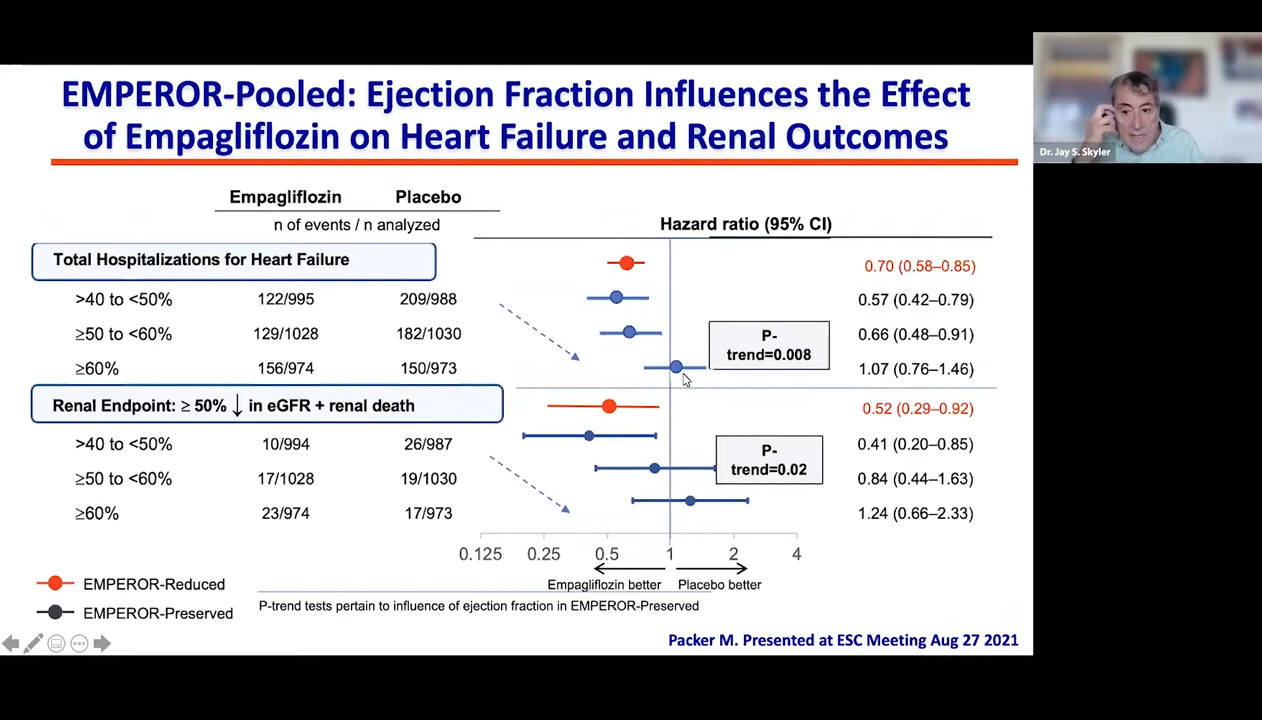 EMPEROR-Pooled: Ejection Fraction Influences the Effect
of Empagliflozin on Heart Failure and Renal Outcomes
Dr. Jay S. Skyler
Empagliflozin Placebo
n of events / n analyzed
Hazard ratio (95% CI)
Total Hospitalizations for Heart Failure 0.70 (0.58–0.85)
>40 to <50% 122/995 209/988 0.57 (0.42–0.79)
≥50 to <60% 129/1028 182/1030 0.66 (0.48–0.91)
P-
trend=0.008
≥60% 156/974 150/973 1.07 (0.76–1.46)
Renal Endpoint: ≥ 50% ↓ in eGFR + renal death 0.52 (0.29–0.92)
>40 to <50% 10/994 26/987 0.41 (0.20–0.85)
P-
trend=0.02
≥50 to <60% 17/1028 19/1030 0.84 (0.44–1.63)
≥60% 23/974 17/973 1.24 (0.66–2.33)
0.125 0.25 0.5 1 2 4
Empagliflozin better Placebo better
EMPEROR-Reduced
EMPEROR-Preserved
P-trend tests pertain to influence of ejection fraction in EMPEROR-Preserved
Packer M. Presented at ESC Meeting Aug 27 2021